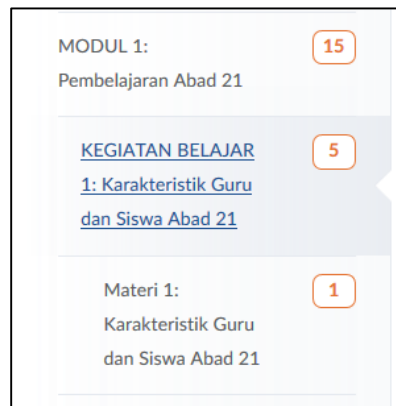 MODUL 1:
15
Pembelajaran Abad 21
KEGIATAN BELAJAR
5
1: Karakteristik Guru
dan Siswa Abad 21
Materi 1:
1
Karakteristik Guru
dan Siswa Abad 21